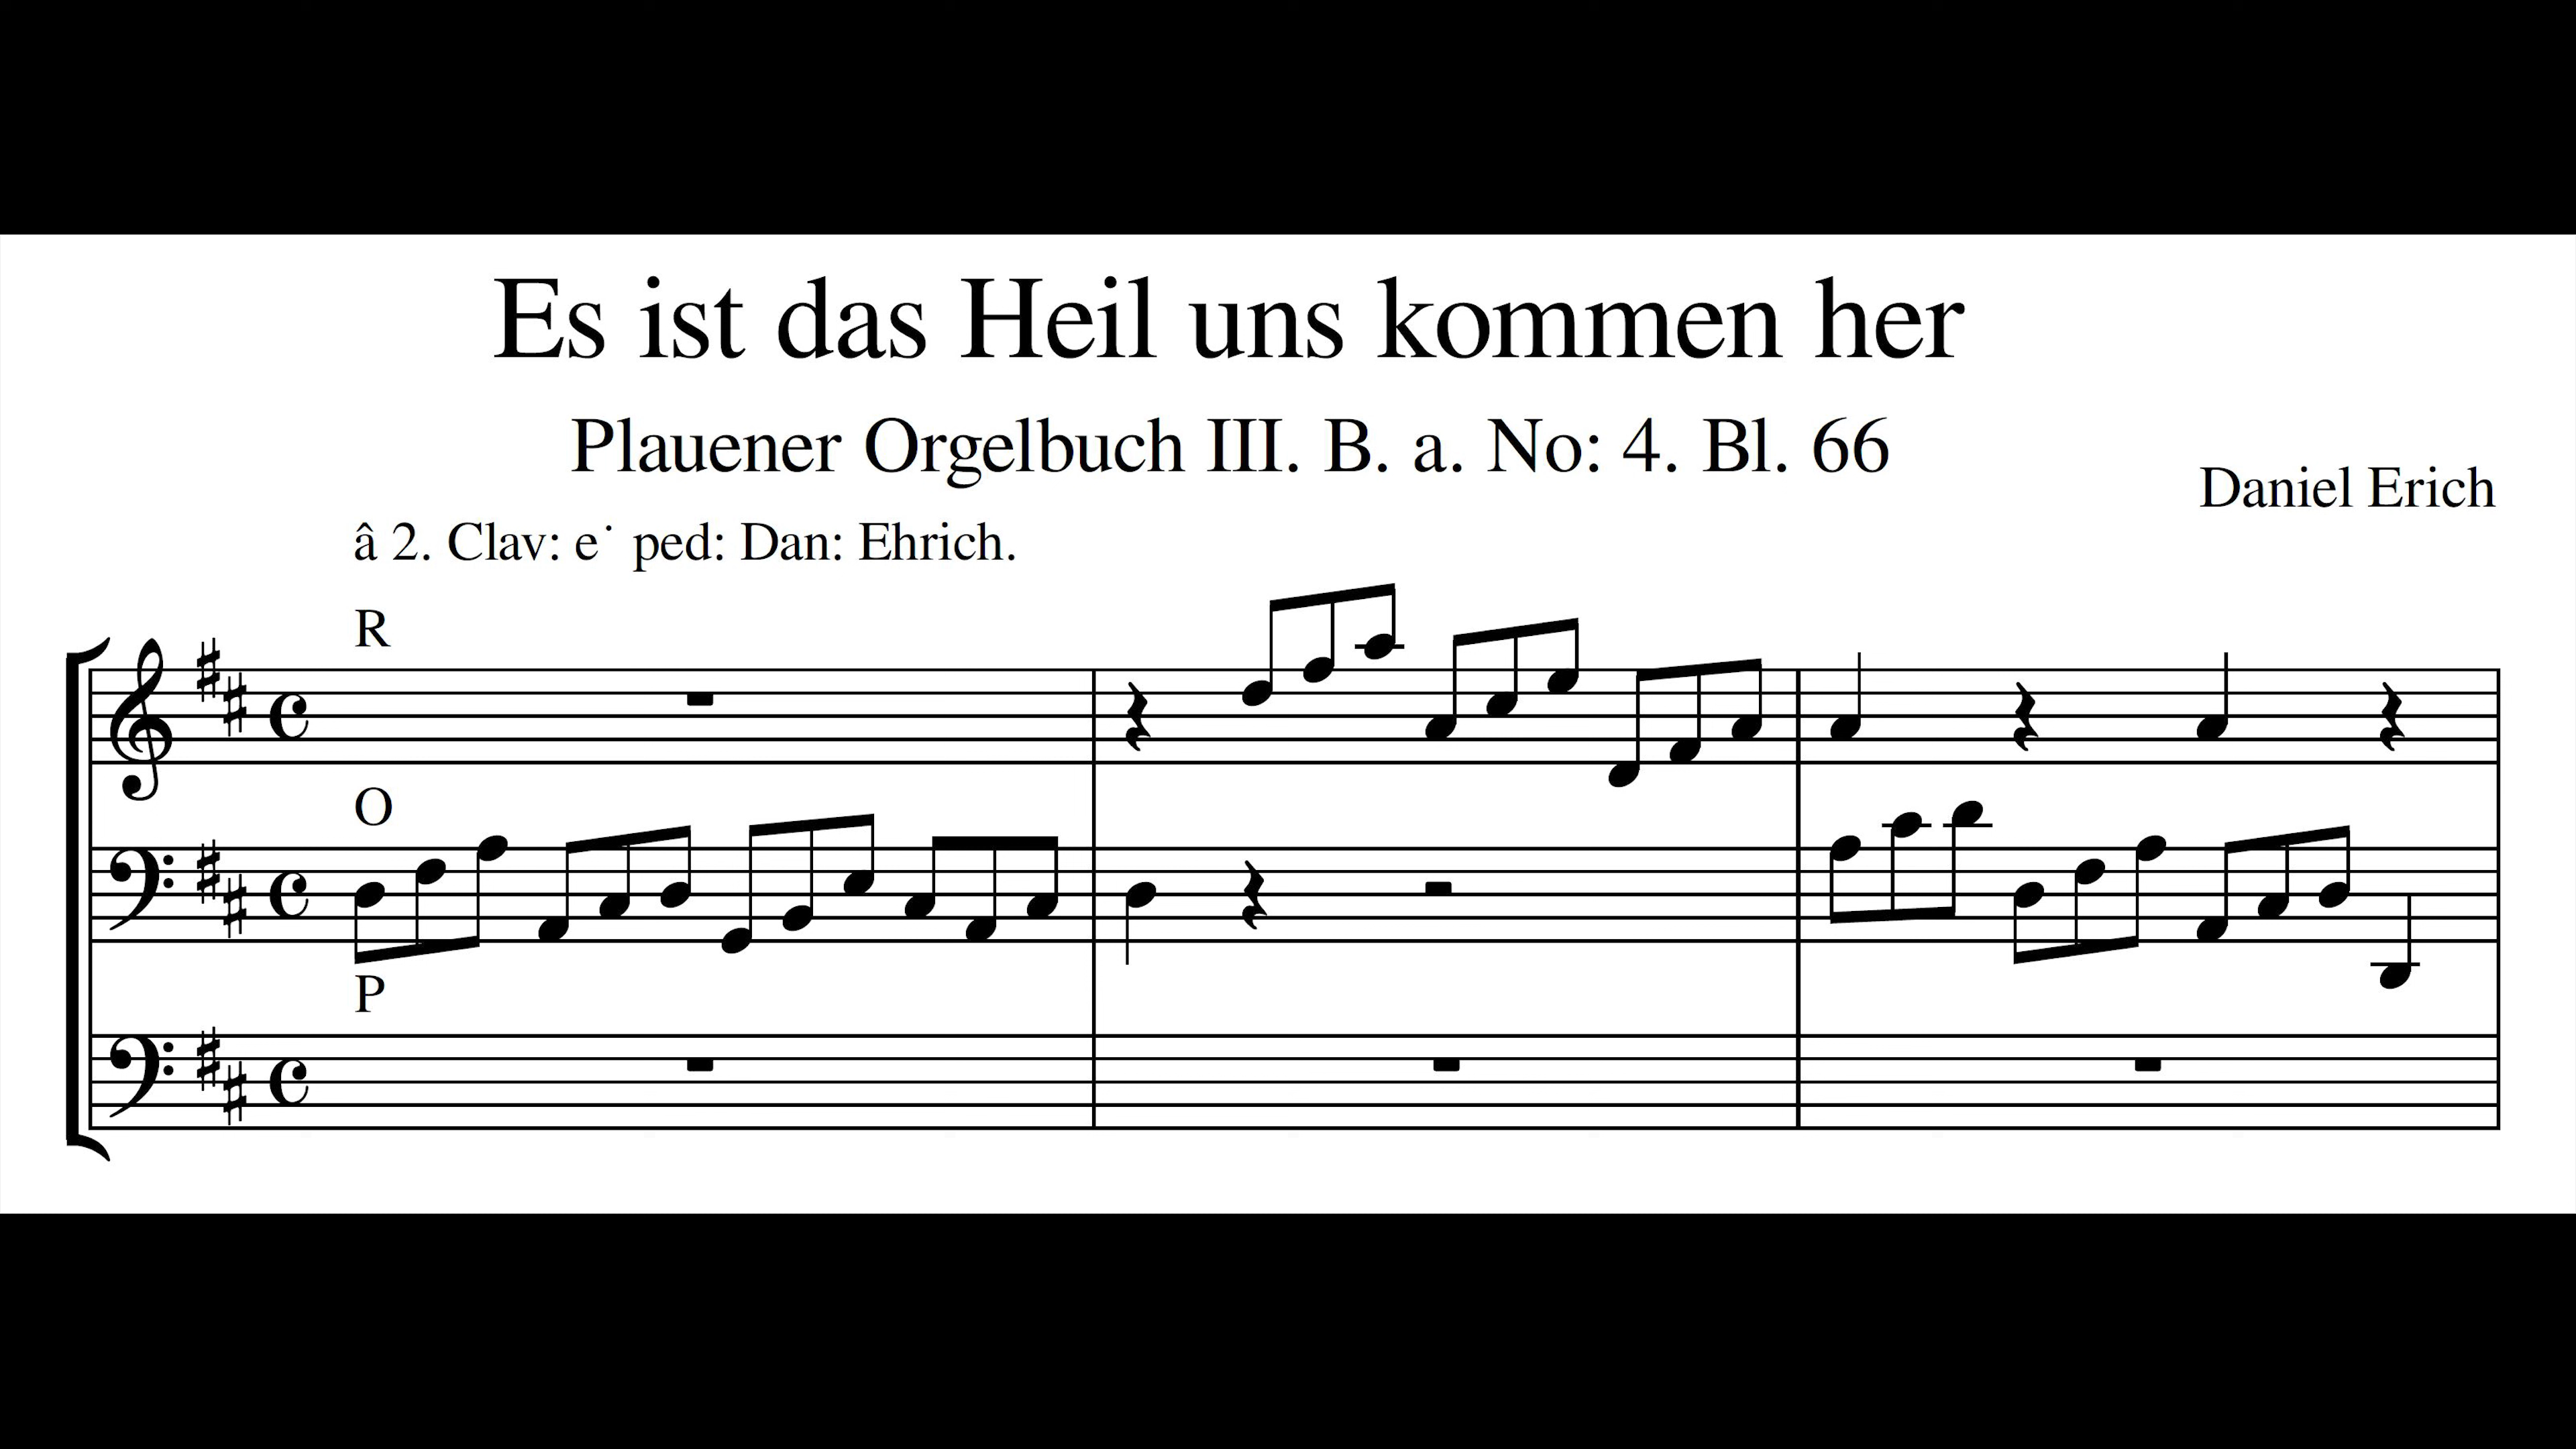 Es ist das Heil uns kommen her
Plauener Orgelbuch III. B. a. No: 4. Bl. 66
Daniel Erich
â 2. Clav: e˙ ped: Dan: Ehrich.
R
O
P